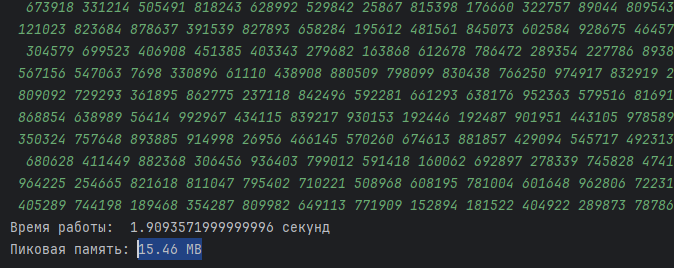 673918 331214 505491 818243 628992 529842 25867 815398 176660 322757 89044 809543
121023 823684 878637 391539 827893 658284 195612 481561 845073 602584 928675 46457
304579 699523 406908 451385 403343 279682 163868 612678 786472 289354 227786 8938
567156 547063 7698 330896 61110 438908 880509 798099 830438 766250 974917 832919 2
809092 729293 361895 862775 237118 842496 592281 661293 638176 952363 579516 81691
868854 638989 56414 992967 434115 839217 930153 192446 192487 901951 443105 978589
350324 757648 893885 914998 26956 466145 570260 674613 881857 429094 545717 492313
680628 411449 882368 306456 936403 799012 591418 160062 692897 278339 745828 4741
964225 254665 821618 811047 795402 710221 508968 608195 781004 601648 962806 72231
405289 744198 189468 354287 809982 649113 771909 152894 181522 404922 289873 78786
Время работы: 1.9093571999999996 секунд
Пиковая память: 15.46 MB